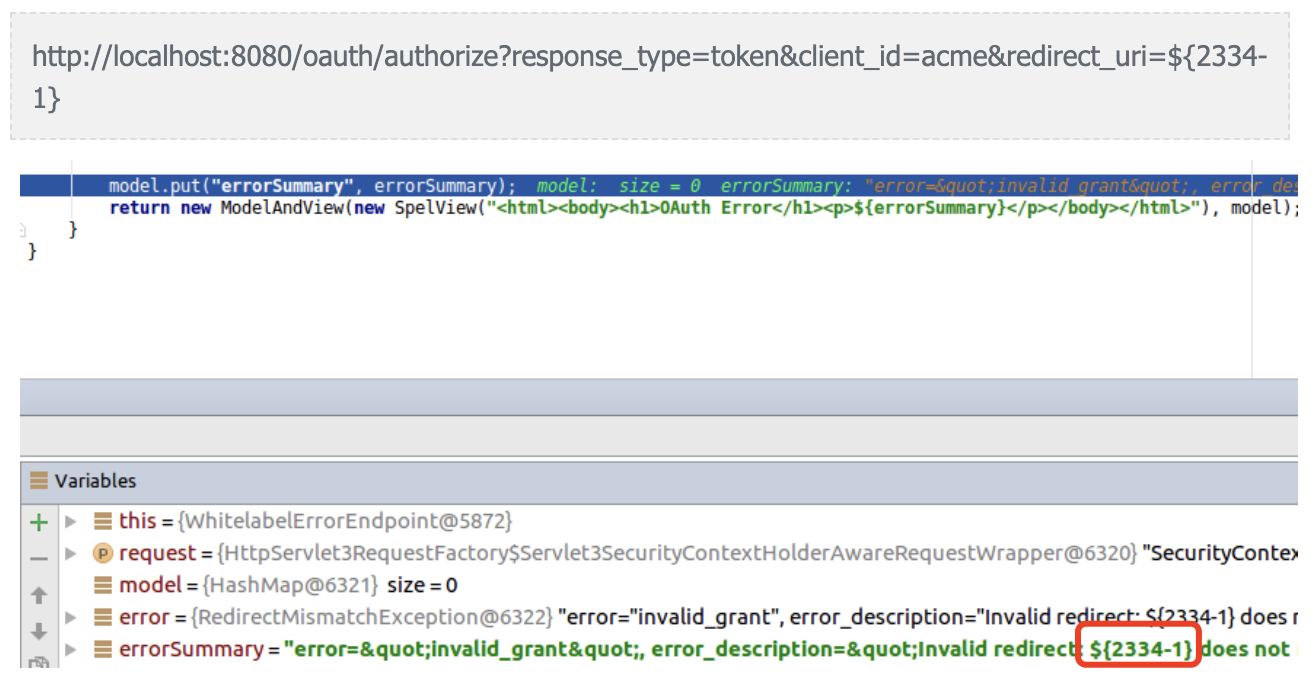 http://localhost:8080/oauth/authorize?response_type=token&client_id=acme&redirect_uri=${2334-
1}
model.put("errorSummary", errorSummary);  model:  size = 0  errorSummary: "error=&quot;invalid_grant&quot;, error_des
return new ModelAndView(new SpelView("<html><body><h1>OAuth Error</h1><p>${errorSummary}</p></body></html>"), model);
}
}
Variables
this = {WhitelabelErrorEndpoint@5872}
request = {HttpServlet3RequestFactory$Servlet3SecurityContextHolderAwareRequestWrapper@6320} "SecurityContex
model = {HashMap@6321}  size = 0
error = {RedirectMismatchException@6322} "error="invalid_grant", error_description="Invalid redirect: ${2334-1} does
errorSummary = "error=&quot;invalid_grant&quot;, error_description=&quot;Invalid redirect: ${2334-1} does not